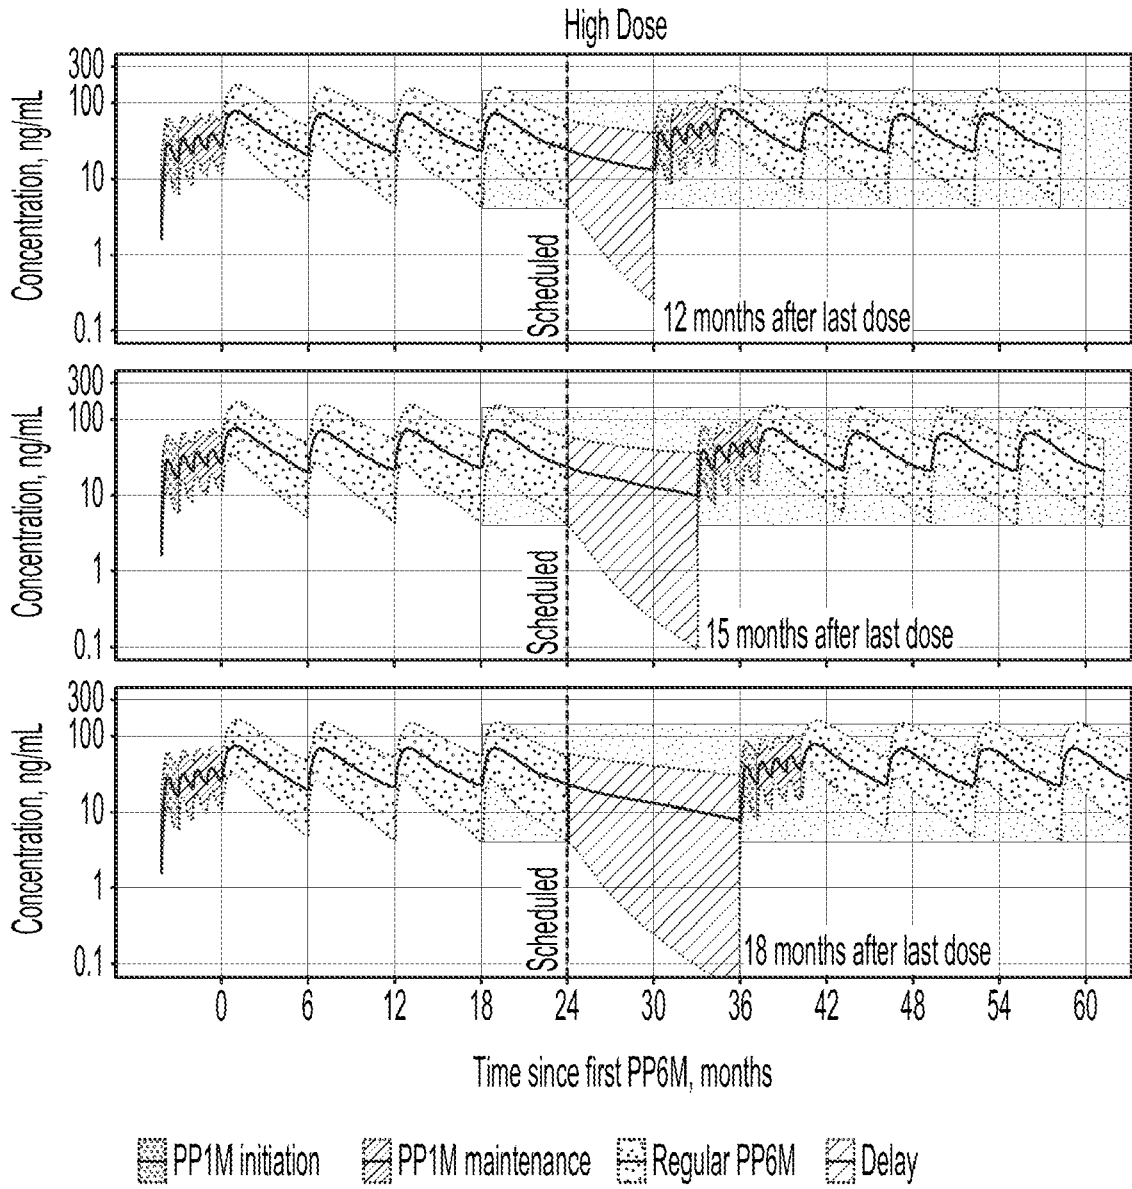 High Dose
Concentration, ng/mL
300
100
10
1
0.1
Scheduled
12 months after last dose
Concentration, ng/mL
300
100
10
1
0.1
Scheduled
15 months after last dose
Concentration, ng/mL
300
100
10
1
0.1
Scheduled
18 months after last dose
0 6 12 18 24 30 36 42 48 54 60
Time since first PP6M, months
PP1M initiation PP1M maintenance Regular PP6M Delay